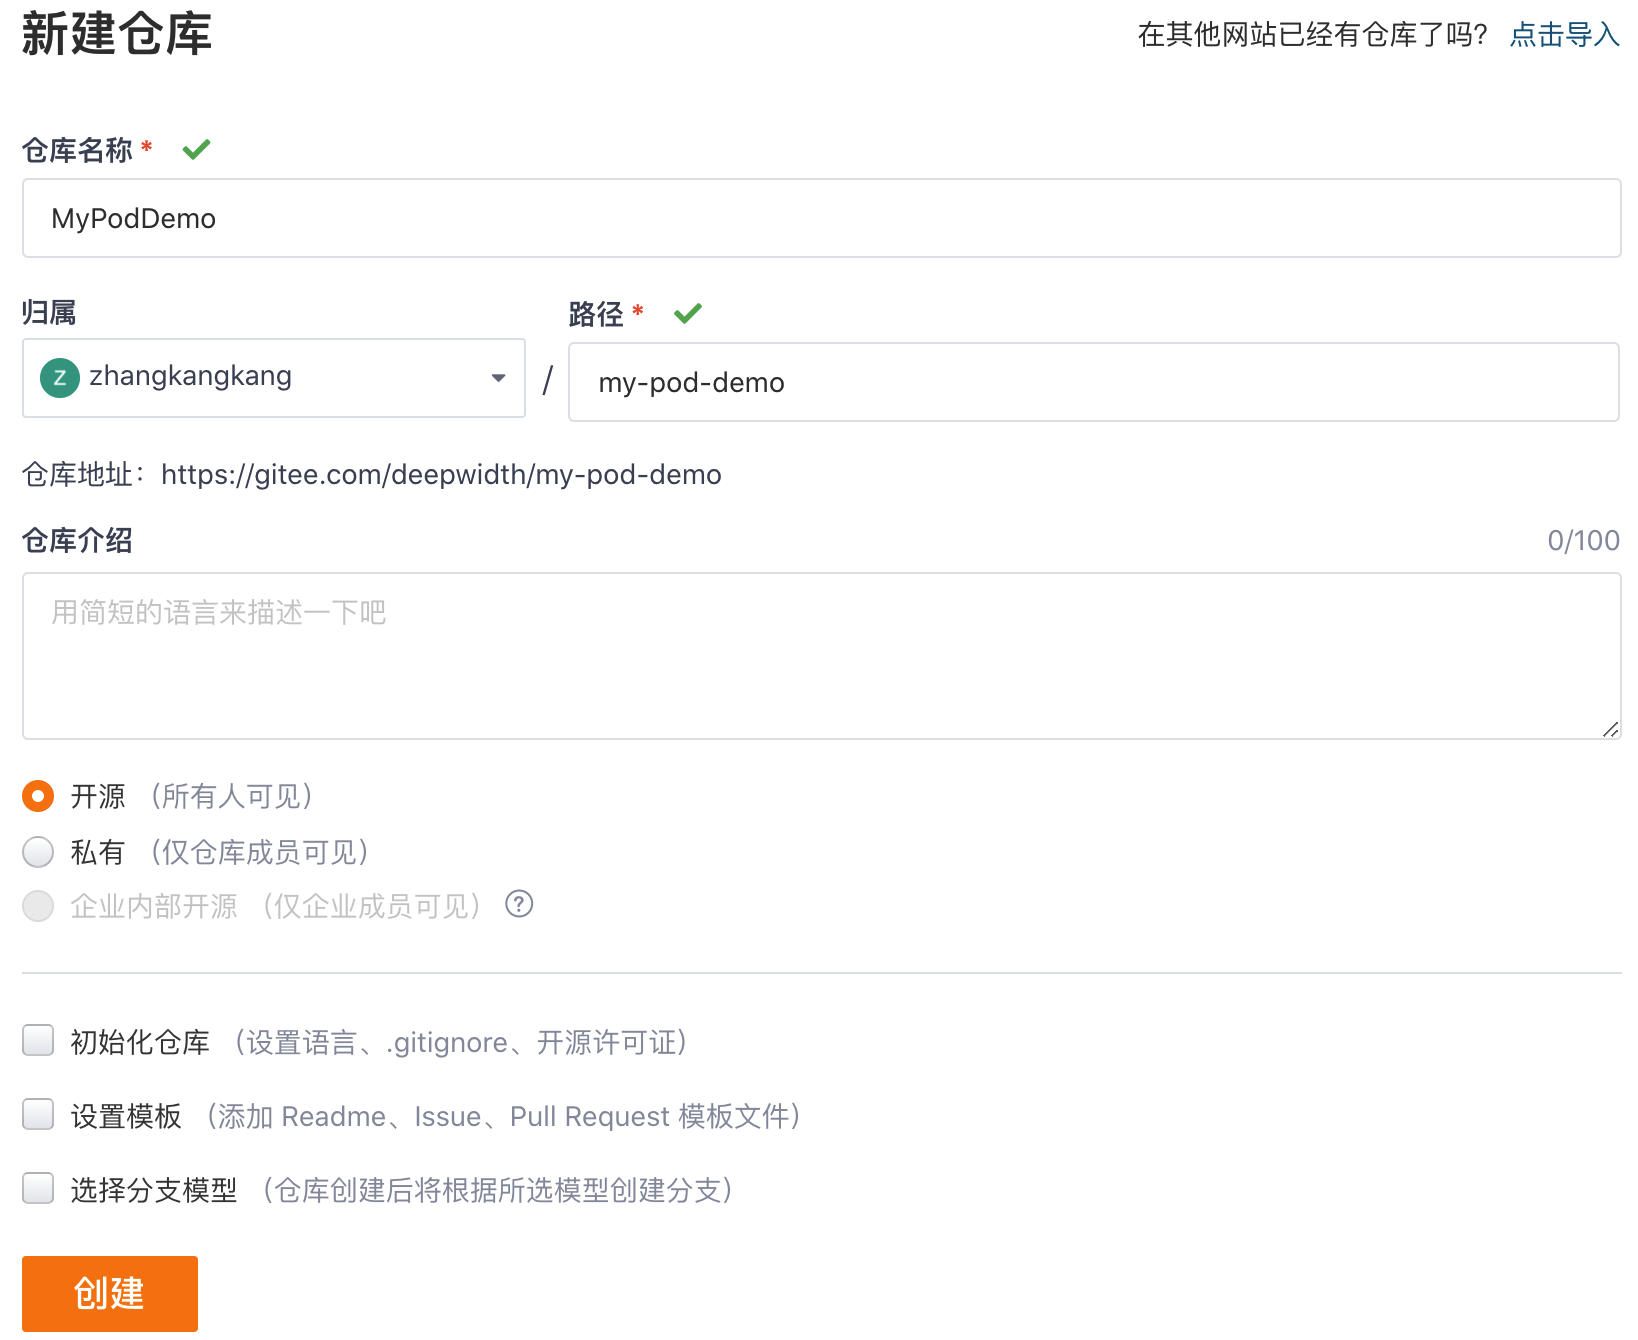 新建仓库
在其他网站已经有仓库了吗? 点击导入
仓库名称 *
MyPodDemo
归属
路径 *
Z zhangkangkang / my-pod-demo
仓库地址：https://gitee.com/deepwidth/my-pod-demo
仓库介绍 0/100
用简短的语言来描述一下吧
开源（所有人可见）
私有（仅仓库成员可见）
企业内部开源（仅企业成员可见） ?
初始化仓库（设置语言、.gitignore、开源许可证）
设置模板（添加 Readme、Issue、Pull Request 模板文件）
选择分支模型（仓库创建后将根据所选模型创建分支）
创建